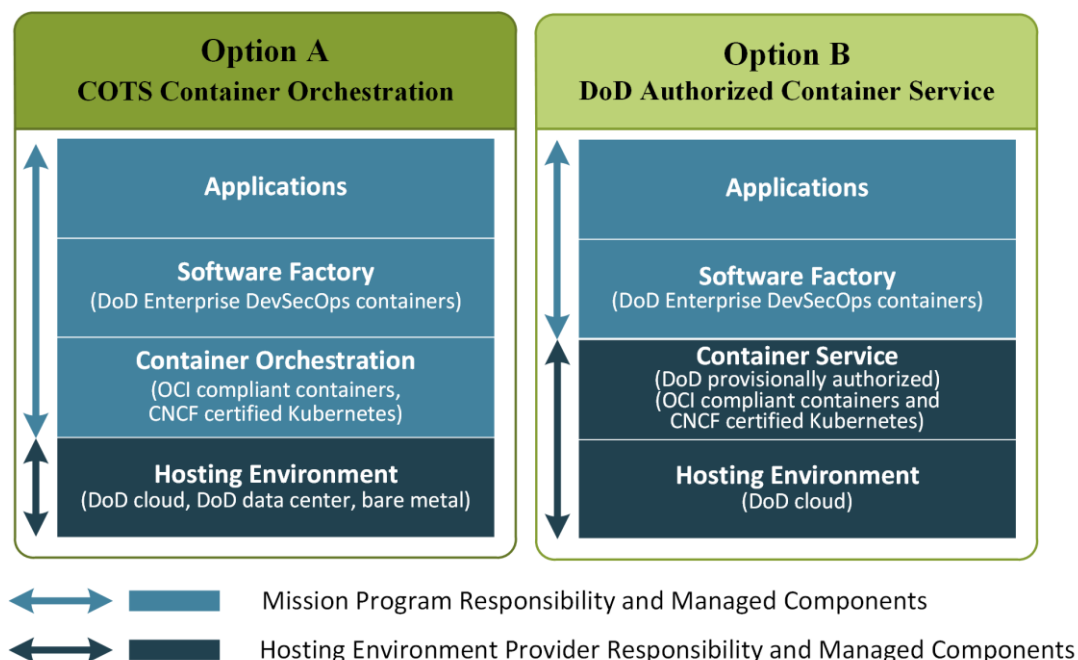 Option A
COTS Container Orchestration
Applications
Software Factory
(DoD Enterprise DevSecOps containers)
Container Orchestration
(OCI compliant containers,
CNCF certified Kubernetes)
Hosting Environment
(DoD cloud, DoD data center, bare metal)
Option B
DoD Authorized Container Service
Applications
Software Factory
(DoD Enterprise DevSecOps containers)
Container Service
(DoD provisionally authorized)
(OCI compliant containers and
CNCF certified Kubernetes)
Hosting Environment
(DoD cloud)
Mission Program Responsibility and Managed Components
Hosting Environment Provider Responsibility and Managed Components